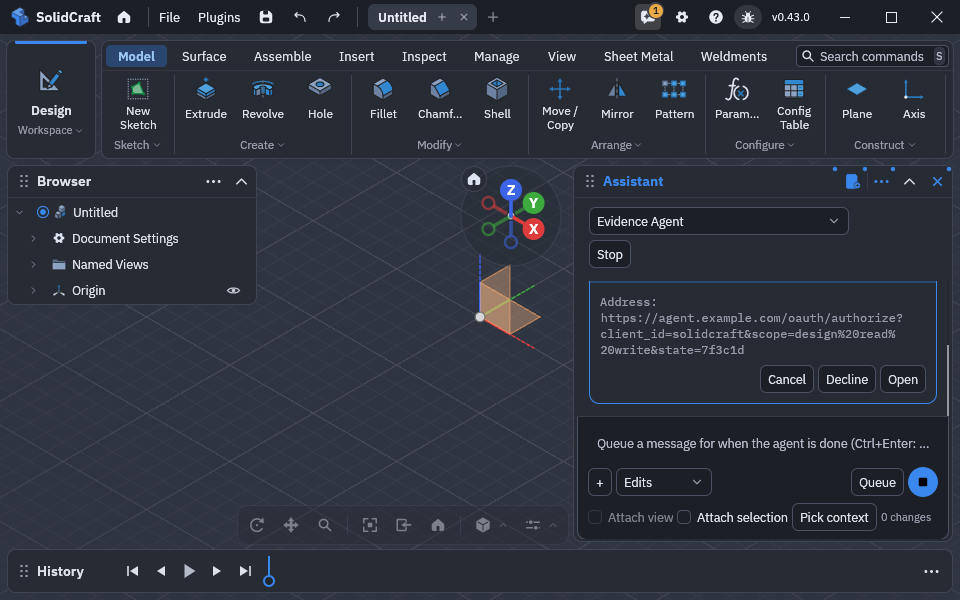 SolidCraft
File
Plugins
Untitled
1
v0.43.0
Design
Workspace
Model
Surface
Assemble
Insert
Inspect
Manage
View
Sheet Metal
Weldments
Search commands
S
New Sketch
Extrude
Revolve
Hole
Fillet
Chamf...
Shell
Move / Copy
Mirror
Pattern
Param...
Config Table
Plane
Axis
Sketch
Create
Modify
Arrange
Configure
Construct
Browser
Untitled
Document Settings
Named Views
Origin
Z
Y
X
Assistant
Evidence Agent
Stop
Address:
https://agent.example.com/oauth/authorize?
client_id=solidcraft&scope=design%20read%
20write&state=7f3c1d
Cancel
Decline
Open
Queue a message for when the agent is done (Ctrl+Enter: ...
+
Edits
Queue
Attach view
Attach selection
Pick context
0 changes
History